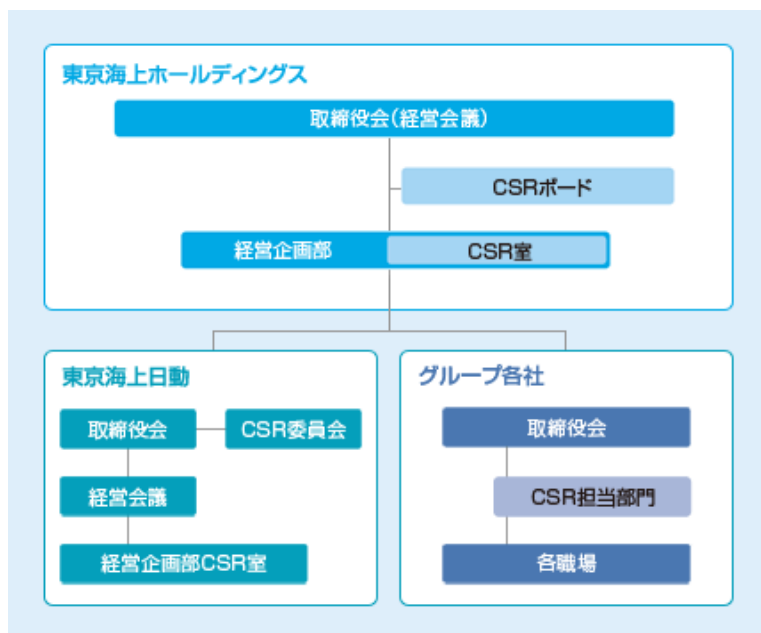 東京海上ホールディングス
取締役会（経営会議）
CSRボード
経営企画部
CSR室
東京海上日動
取締役会
CSR委員会
経営会議
経営企画部CSR室
グループ各社
取締役会
CSR担当部門
各職場